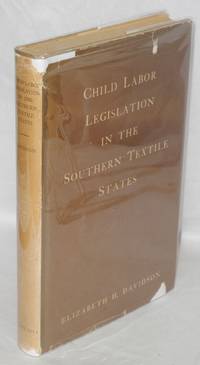 CHILD LABOR
LEGISLATION
IN THE
SOUTHERN TEXTILE
STATES
ELIZABETH H. DAVIDSON